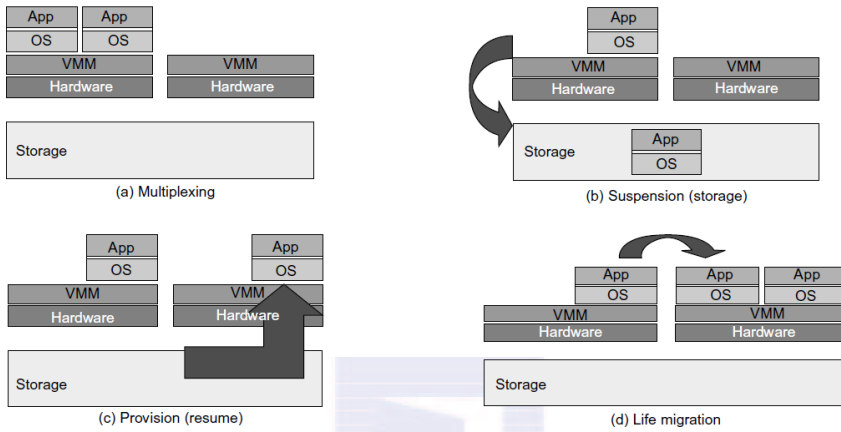 App App
OS OS
VMM VMM
Hardware Hardware
Storage
(a) Multiplexing
App
OS
VMM VMM
Hardware Hardware
App
Storage
OS
(b) Suspension (storage)
App App
OS OS
VMM VMM
Hardware Hardware
Storage
(c) Provision (resume)
App App App
OS OS OS
VMM VMM
Hardware Hardware
Storage
(d) Life migration